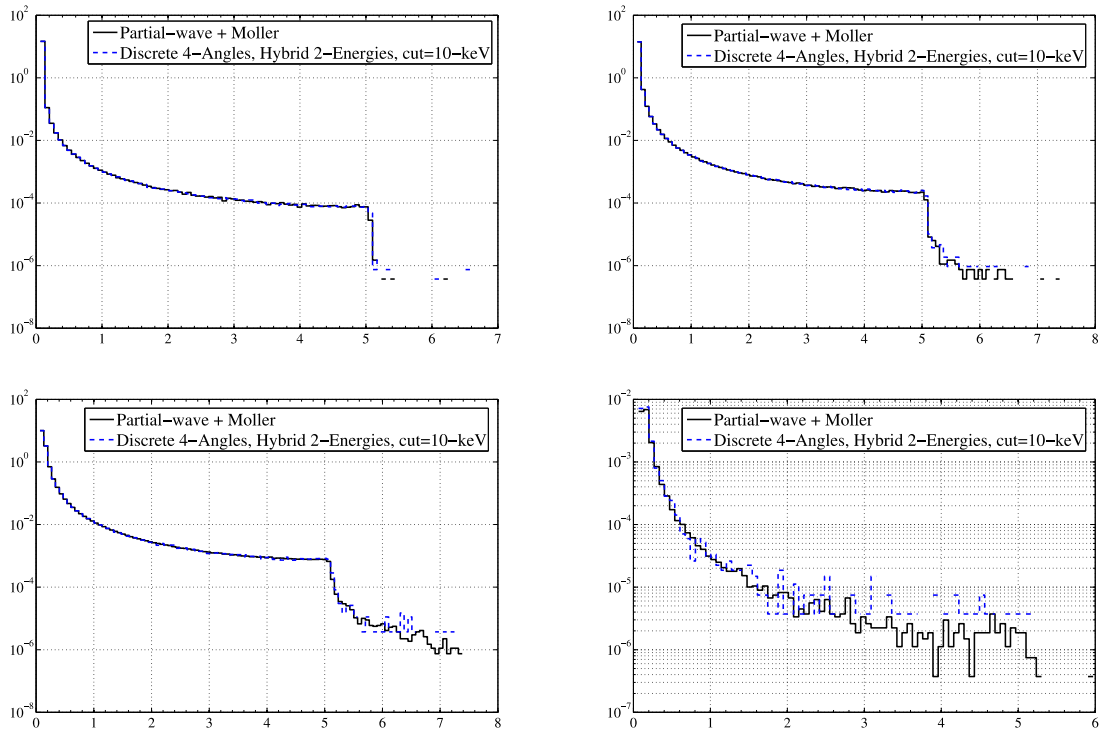 10^2
10^0
10^−2
10^−4
10^−6
10^−8
0 1 2 3 4 5 6 7
Partial−wave + Moller
Discrete 4−Angles, Hybrid 2−Energies, cut=10−keV
10^2
10^0
10^−2
10^−4
10^−6
10^−8
0 1 2 3 4 5 6 7 8
Partial−wave + Moller
Discrete 4−Angles, Hybrid 2−Energies, cut=10−keV
10^2
10^0
10^−2
10^−4
10^−6
10^−8
0 1 2 3 4 5 6 7 8
Partial−wave + Moller
Discrete 4−Angles, Hybrid 2−Energies, cut=10−keV
10^−2
10^−3
10^−4
10^−5
10^−6
10^−7
0 1 2 3 4 5 6
Partial−wave + Moller
Discrete 4−Angles, Hybrid 2−Energies, cut=10−keV